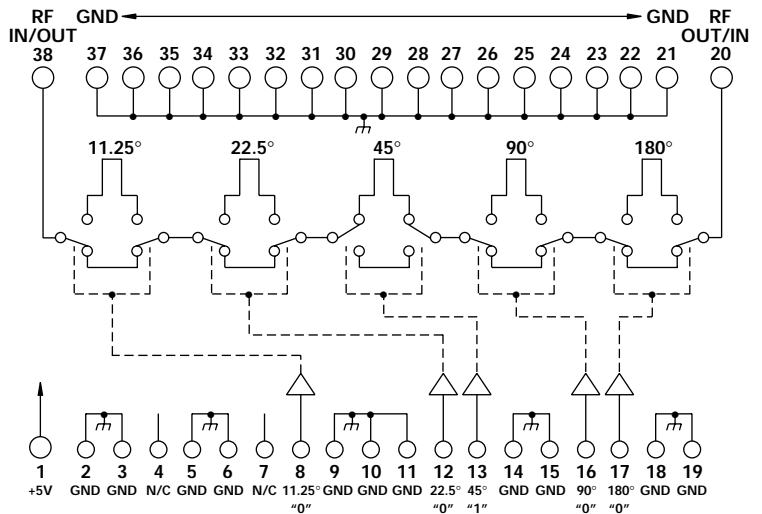 RF GND GND RF
IN/OUT OUT/IN
38 37 36 35 34 33 32 31 30 29 28 27 26 25 24 23 22 21 20
11.25° 22.5° 45° 90° 180°
1 2 3 4 5 6 7 8 9 10 11 12 13 14 15 16 17 18 19
+5V GND GND N/C GND GND N/C 11.25° GND GND GND 22.5° 45° GND GND 90° 180° GND GND
“0” “0” “1” “0” “0”